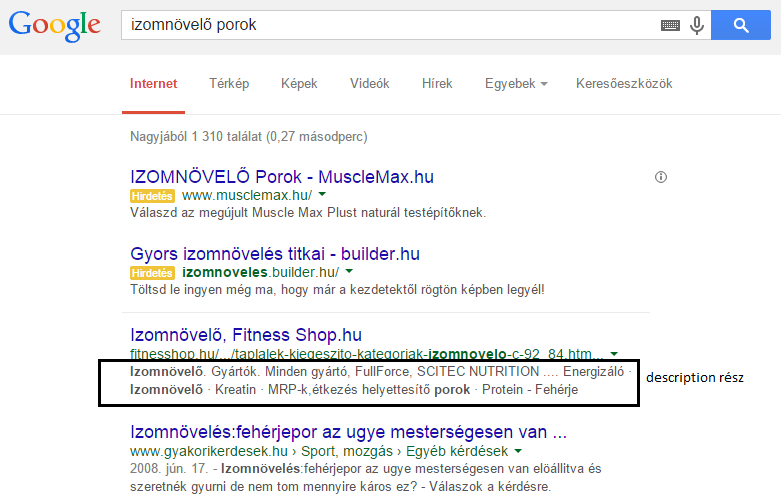 Google
izomnövelő porok
Internet Térkép Képek Videók Hírek Egyebek Keresőeszközök
Nagyjából 1 310 találat (0,27 másodperc)
IZOMNÖVELŐ Porok - MuscleMax.hu
Hirdetés www.musclemax.hu/
Válaszd az megújult Muscle Max Plust naturál testépítőknek.
Gyors izomnövelés titkai - builder.hu
Hirdetés izomnoveles.builder.hu/
Töltsd le ingyen még ma, hogy már a kezdetektől rögtön képben legyél!
Izomnövelő, Fitness Shop.hu
fitnesshop.hu/.../taplalek-kiegeszito-kategoriak-izomnovelo-c-92_84.htm...
Izomnövelő. Gyártók. Minden gyártó, FullForce, SCITEC NUTRITION .... Energizáló ·
Izomnövelő · Kreatin · MRP-k,étkezés helyettesítő porok · Protein - Fehérje
description rész
Izomnövelés:fehérjepor az ugye mesterségesen van ...
www.gyakorikerdesek.hu › Sport, mozgás › Egyéb kérdések
2008. jún. 17. - Izomnövelés:fehérjepor az ugye mesterségesen van elöállitva és
szeretnék gyurni de nem tom mennyire káros ez? - Válaszok a kérdésre.